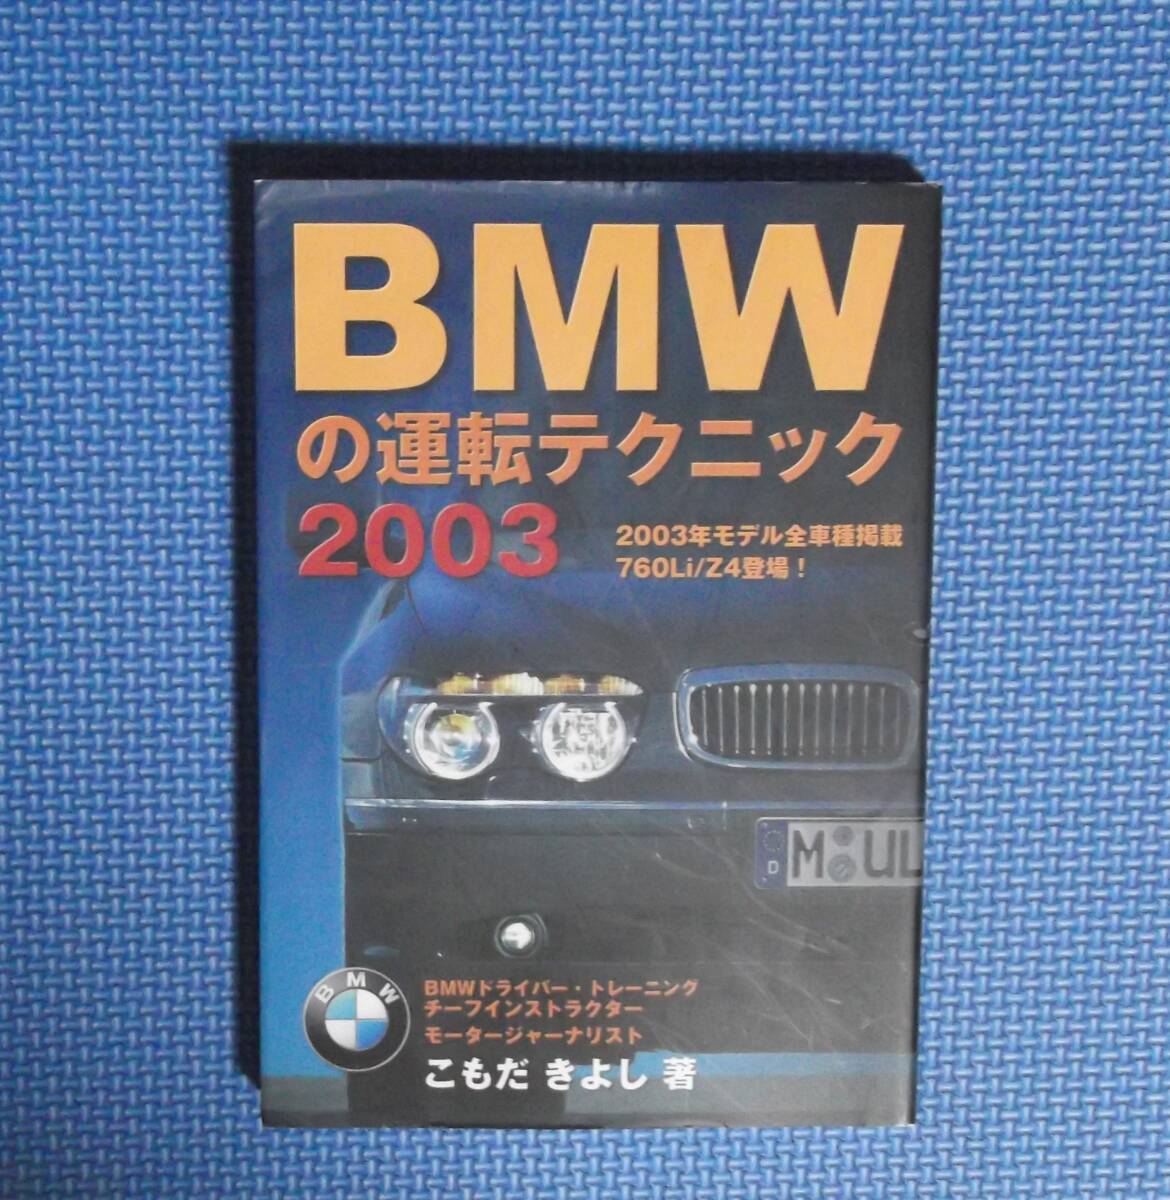 BMW
の運転テクニック
2003
2003年モデル全車種掲載
760Li/Z4登場！
D M UL
BMW
BMWドライバー・トレーニング
チーフインストラクター
モータージャーナリスト
こもだ きよし 著